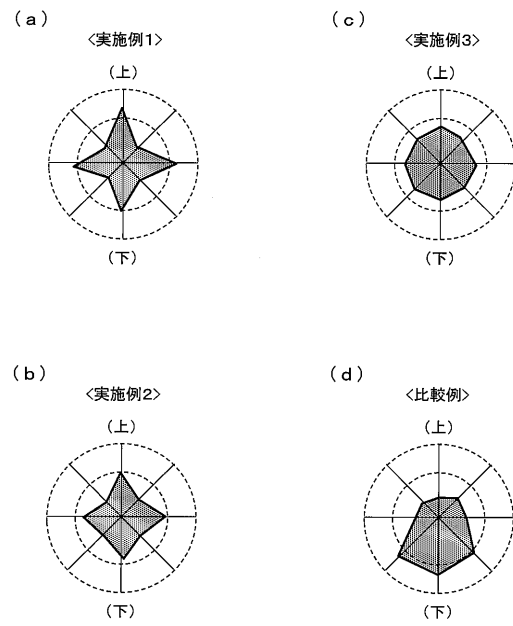 (a)
<実施例1>
(上)
(下)
(c)
<実施例3>
(上)
(下)
(b)
<実施例2>
(上)
(下)
(d)
<比較例>
(上)
(下)